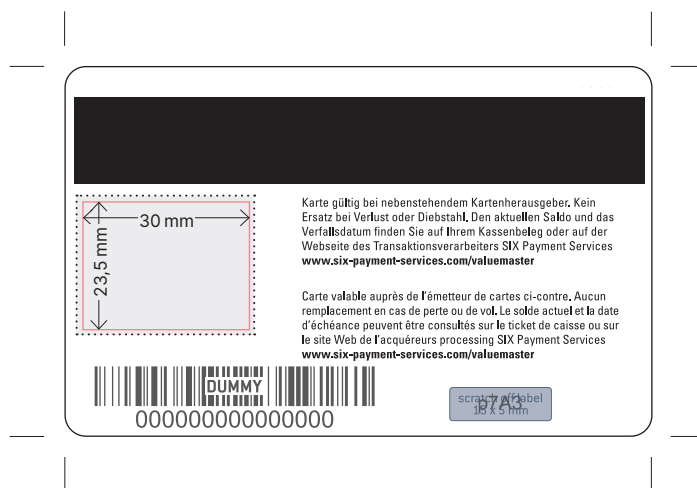 30 mm
23,5 mm
Karte gültig bei nebenstehendem Kartenherausgeber. Kein
Ersatz bei Verlust oder Diebstahl. Den aktuellen Saldo und das
Verfallsdatum finden Sie auf Ihrem Kassenbeleg oder auf der
Webseite des Transaktionsverarbeiters SIX Payment Services
www.six-payment-services.com/valuemaster
Carte valable auprès de l'émetteur de cartes ci-contre. Aucun
remplacement en cas de perte ou de vol. Le solde actuel et la date
d'échéance peuvent être consultés sur le ticket de caisse ou sur
le site Web de l'acquéreurs processing SIX Payment Services
www.six-payment-services.com/valuemaster
DUMMY
0000000000000000
scratch off label
p7A3
18 x 5 mm